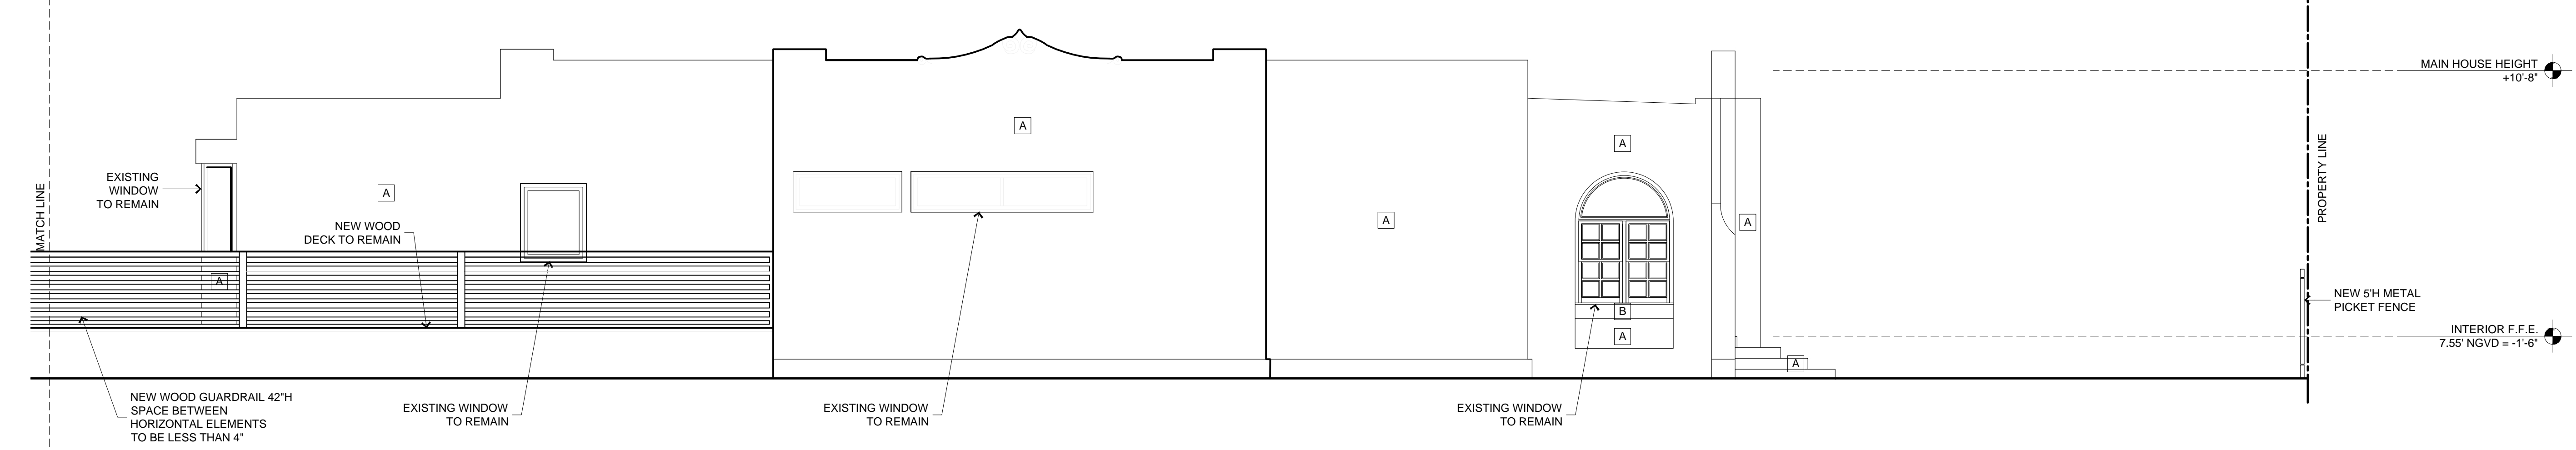 MAIN HOUSE HEIGHT
+10'-8"
A
A
PROPERTY LINE
EXISTING
WINDOW
TO REMAIN
MATCH LINE
A
A
A
NEW WOOD
DECK TO REMAIN
A
NEW 5'H METAL
PICKET FENCE
B
A
INTERIOR F.F.E.
7.55' NGVD = -1'-6"
A
NEW WOOD GUARDRAIL 42"H
SPACE BETWEEN
HORIZONTAL ELEMENTS
TO BE LESS THAN 4"
EXISTING WINDOW
TO REMAIN
EXISTING WINDOW
TO REMAIN
EXISTING WINDOW
TO REMAIN